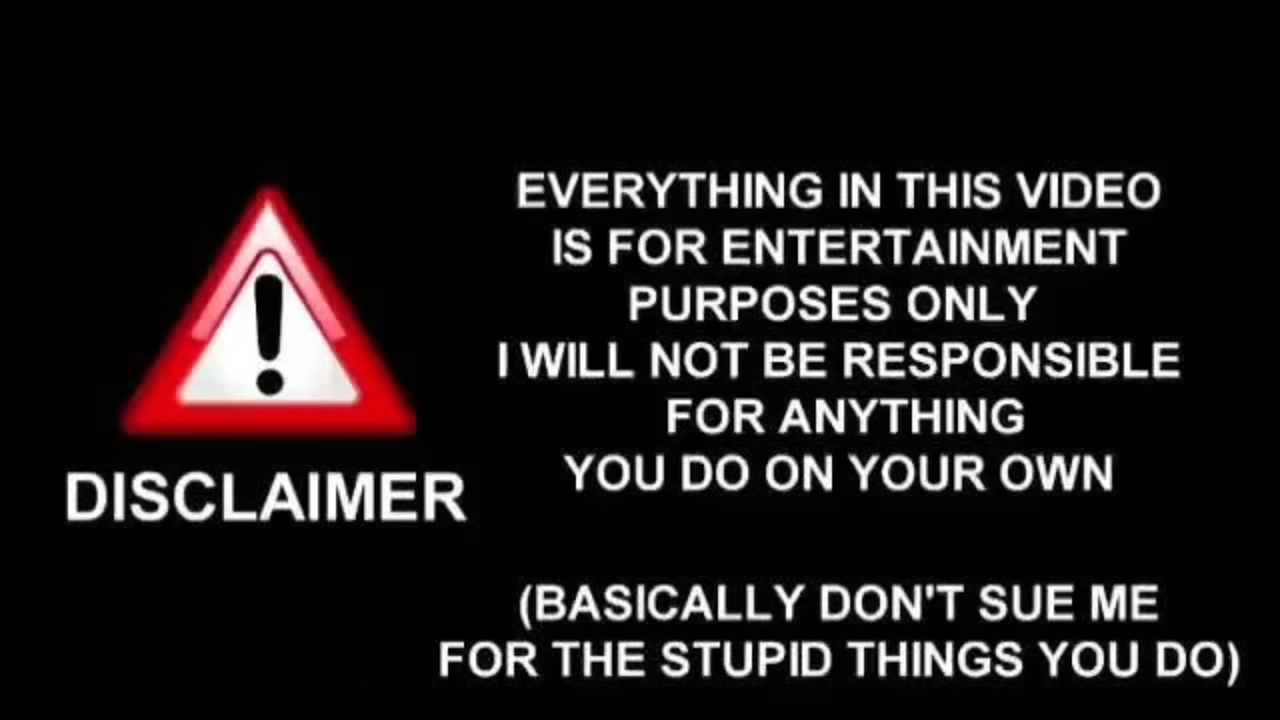 EVERYTHING IN THIS VIDEO
IS FOR ENTERTAINMENT
PURPOSES ONLY
I WILL NOT BE RESPONSIBLE
FOR ANYTHING
YOU DO ON YOUR OWN
DISCLAIMER
(BASICALLY DON'T SUE ME
FOR THE STUPID THINGS YOU DO)